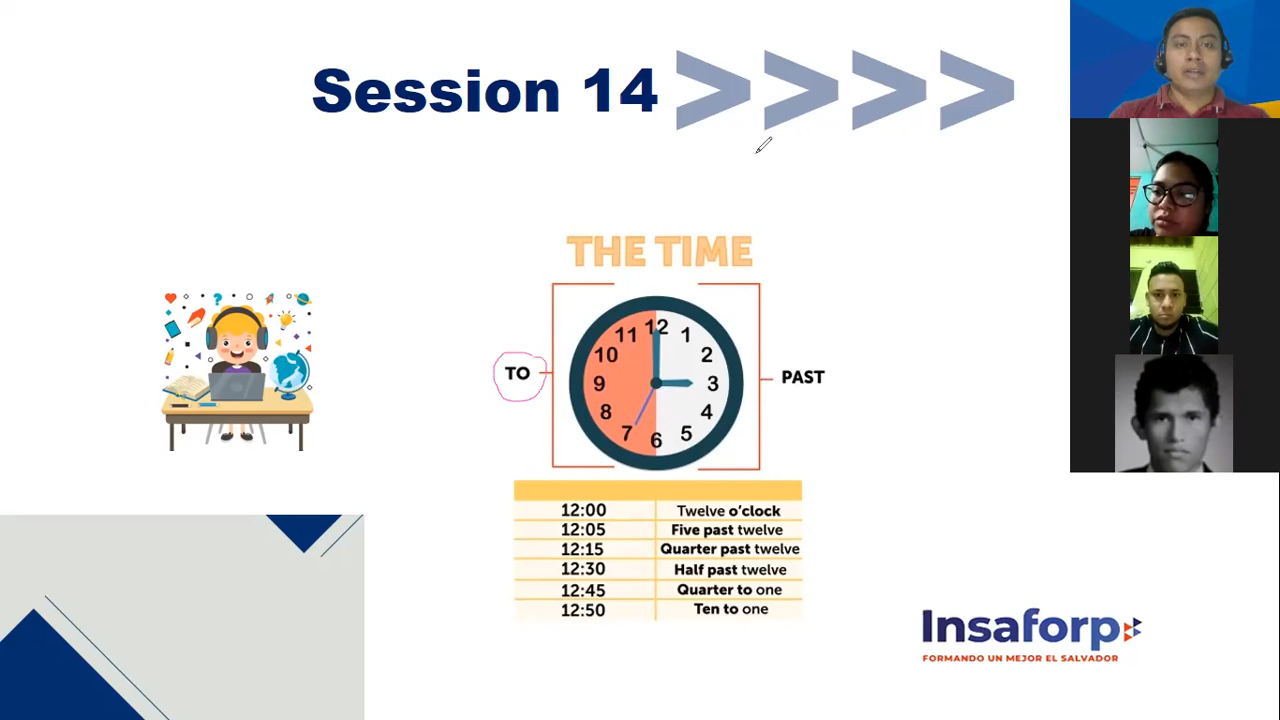 Session 14 >>>>
THE TIME
12
11
1
10
2
9
3
8
4
7
5
6
TO
PAST
12:00 Twelve o'clock
12:05 Five past twelve
12:15 Quarter past twelve
12:30 Half past twelve
12:45 Quarter to one
12:50 Ten to one
Insaforp
FORMANDO UN MEJOR EL SALVADOR